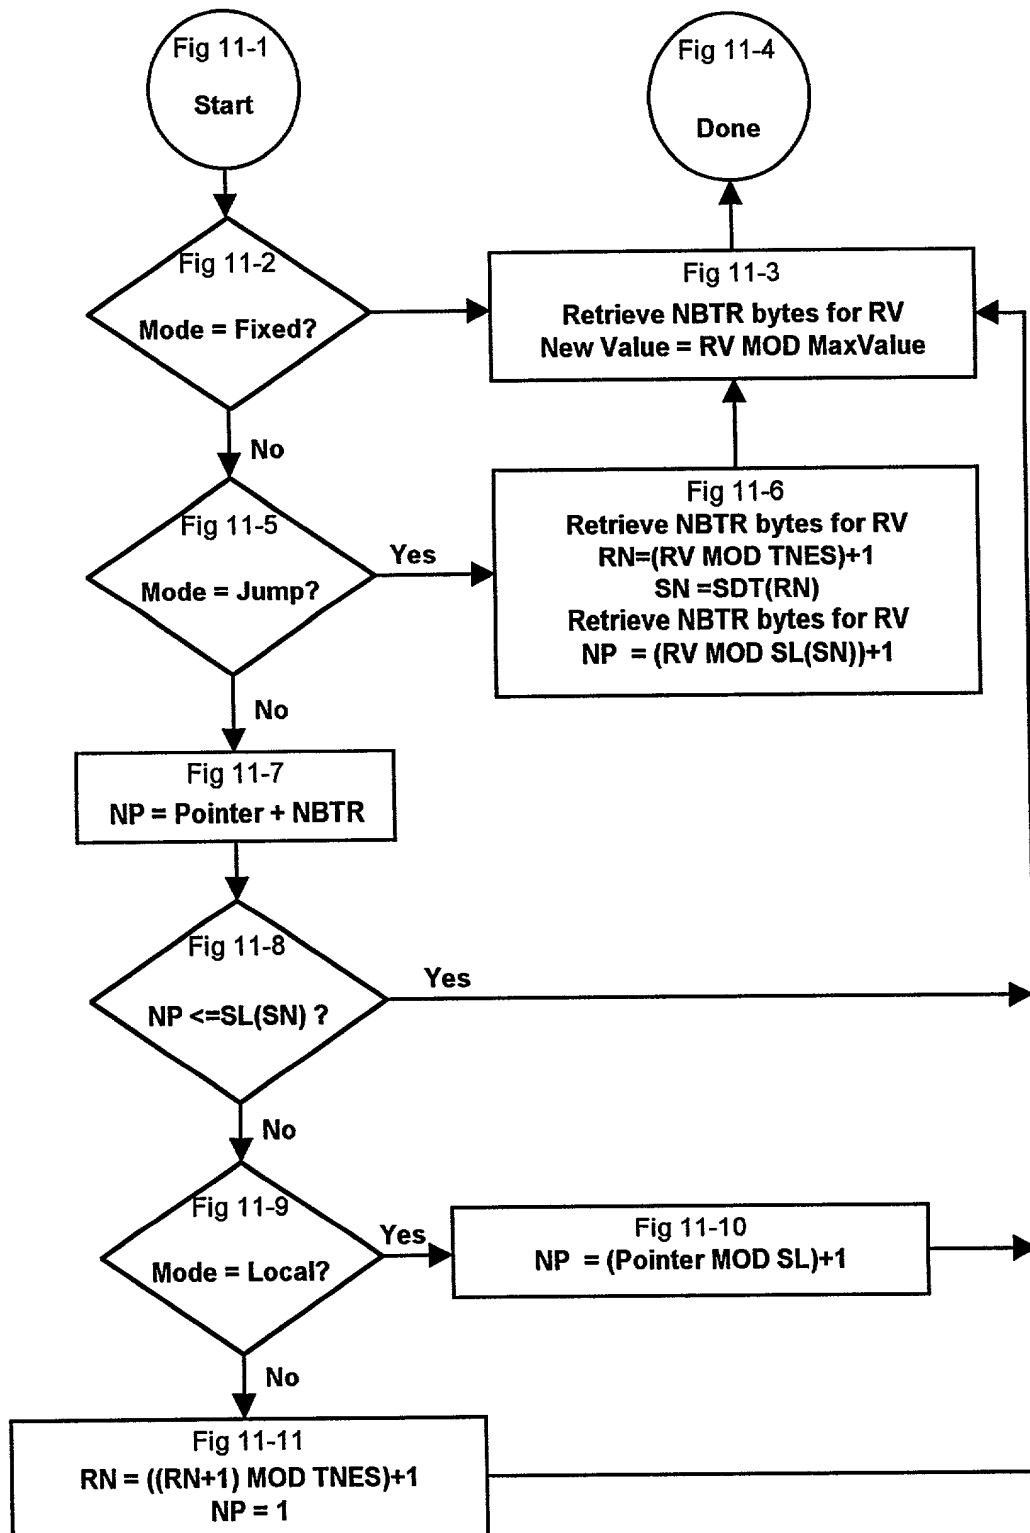 Fig 11-1
Start
Fig 11-4
Done
Fig 11-2
Mode = Fixed?
Fig 11-3
Retrieve NBTR bytes for RV
New Value = RV MOD MaxValue
No
Fig 11-5
Mode = Jump?
Yes
Fig 11-6
Retrieve NBTR bytes for RV
RN=(RV MOD TNES)+1
SN =SDT(RN)
Retrieve NBTR bytes for RV
NP = (RV MOD SL(SN))+1
No
Fig 11-7
NP = Pointer + NBTR
Fig 11-8
NP <=SL(SN) ?
Yes
No
Fig 11-9
Mode = Local?
Yes
Fig 11-10
NP = (Pointer MOD SL)+1
No
Fig 11-11
RN = ((RN+1) MOD TNES)+1
NP = 1